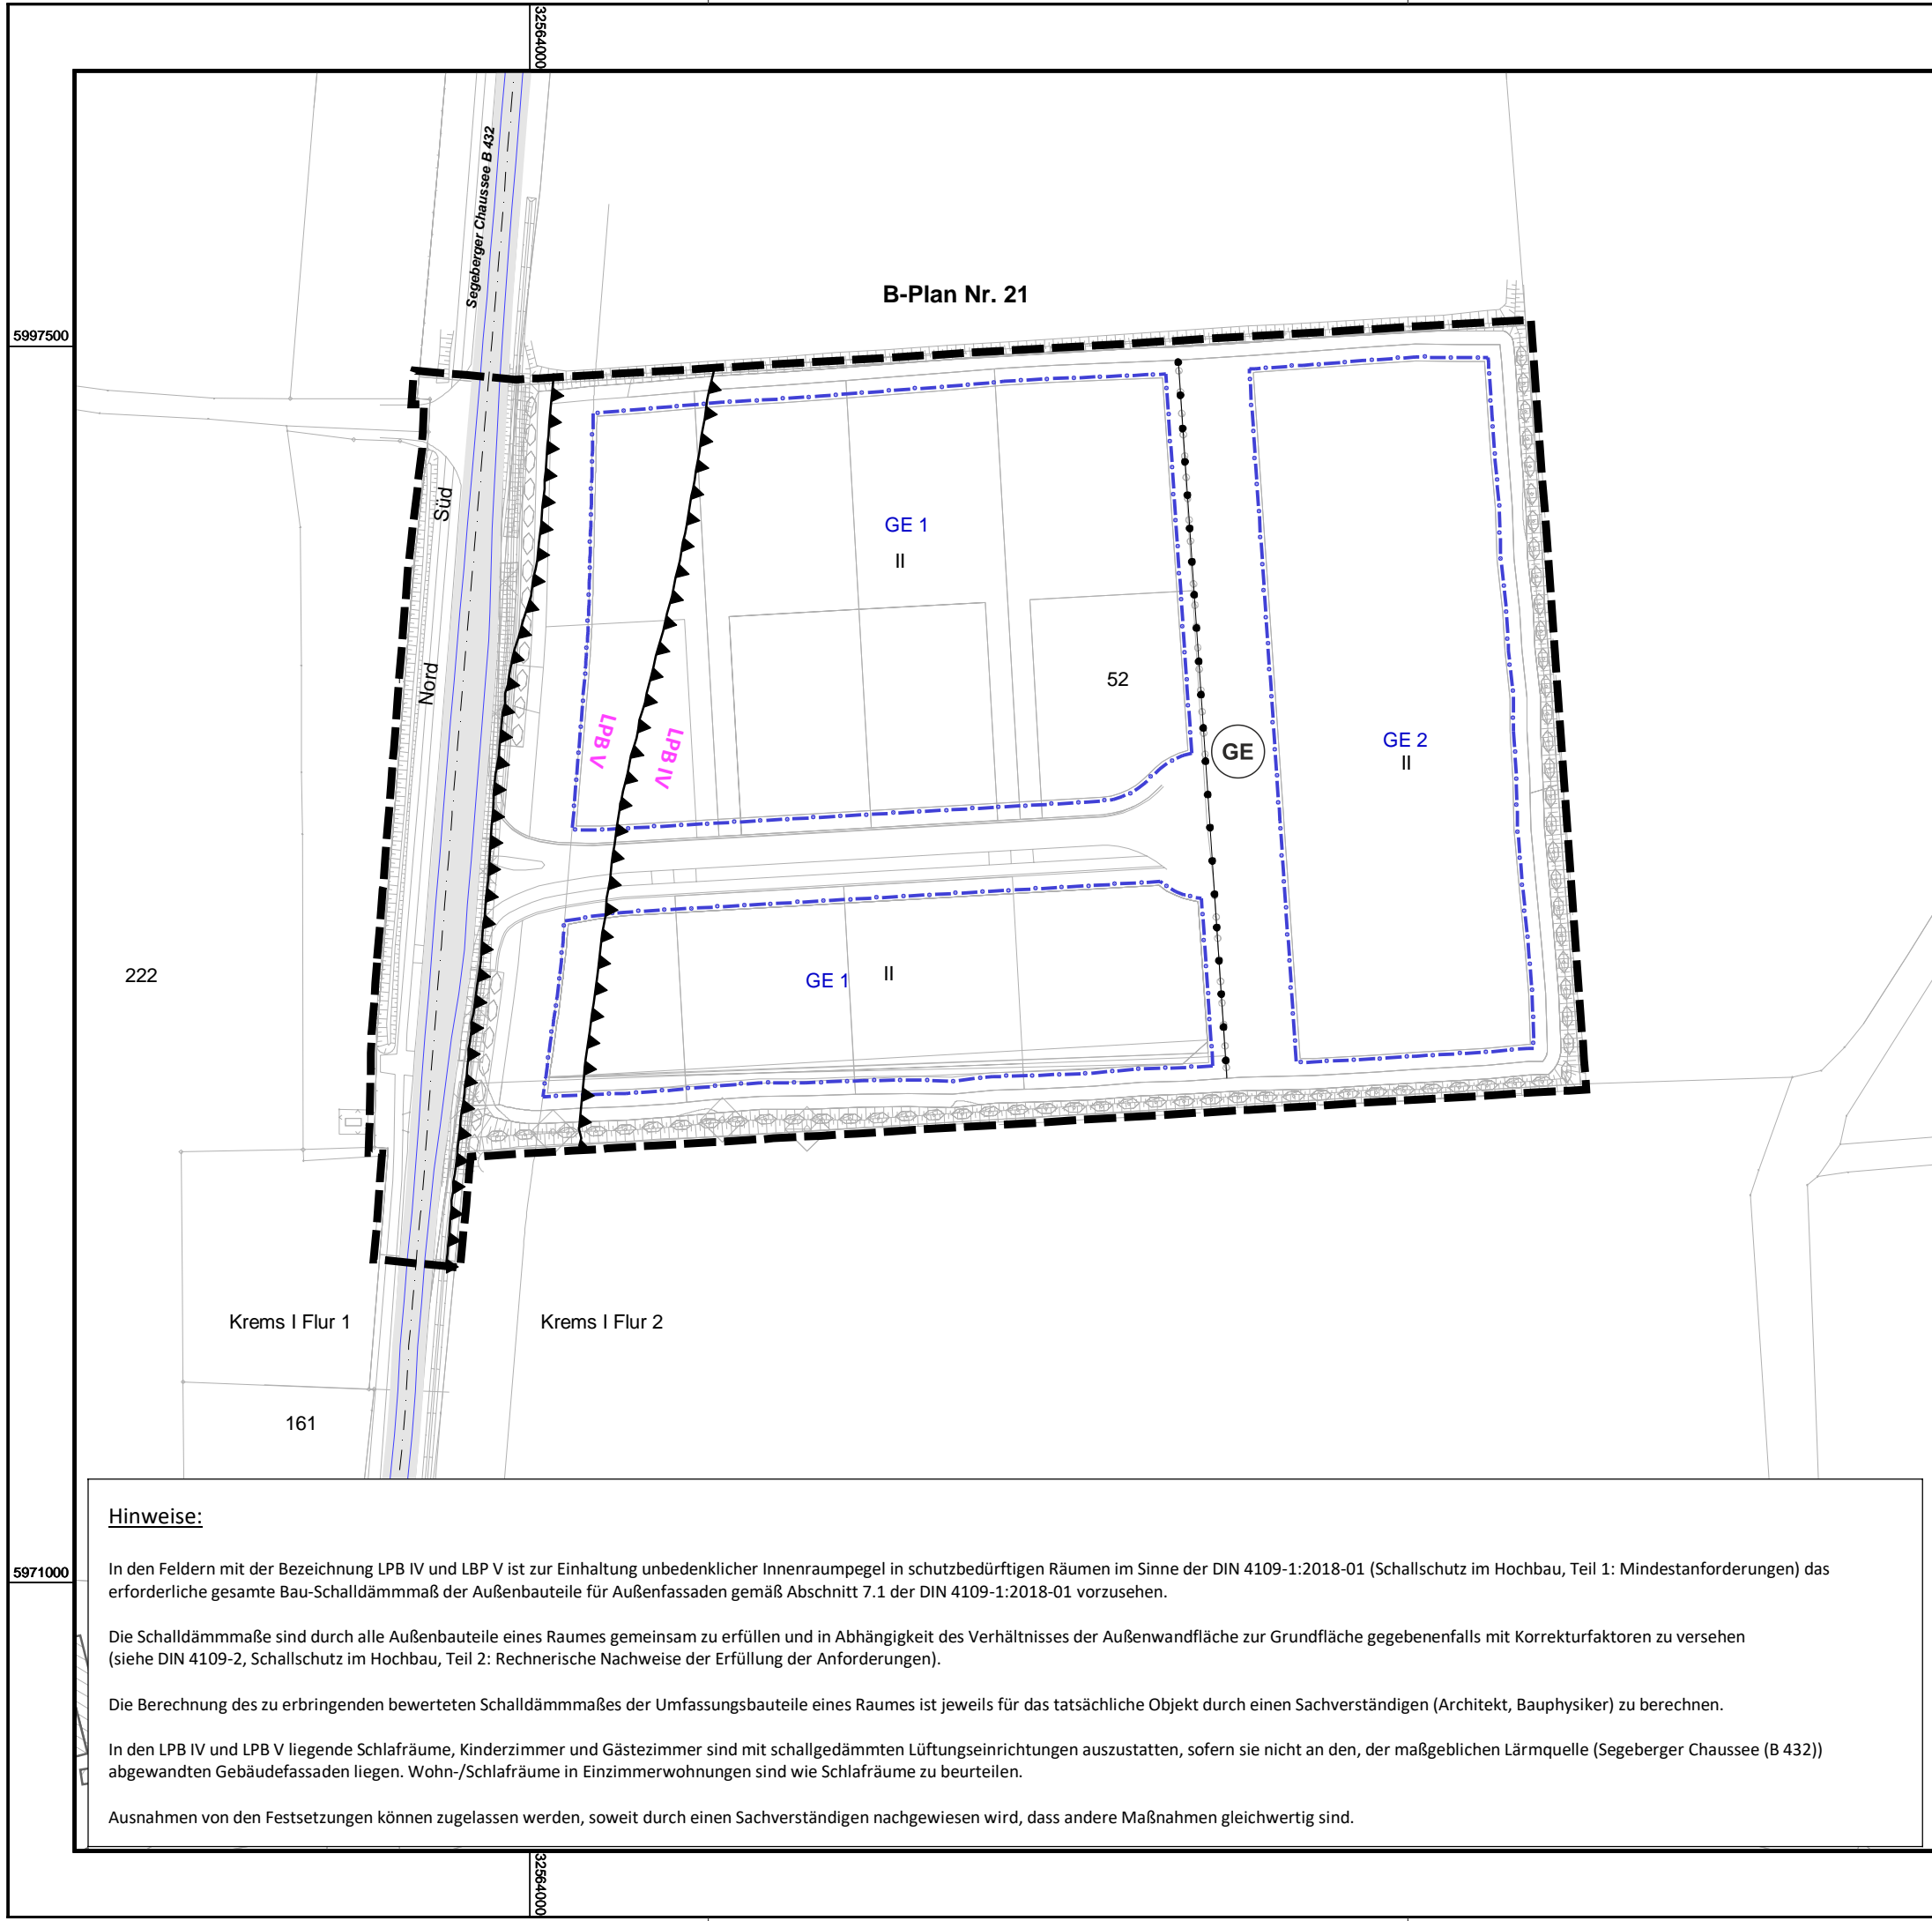 32564000
Segeberger Chaussee B 432
B-Plan Nr. 21
5997500
Süd
GE 1
II
Nord
52
LPB V
LPB IV
GE
GE 2
II
222
GE 1
II
Krems I Flur 1
Krems I Flur 2
161
Hinweise:
In den Feldern mit der Bezeichnung LPB IV und LBP V ist zur Einhaltung unbedenklicher Innenraumpegel in schutzbedürftigen Räumen im Sinne der DIN 4109-1:2018-01 (Schallschutz im Hochbau, Teil 1: Mindestanforderungen) das
erforderliche gesamte Bau-Schalldämmmaß der Außenbauteile für Außenfassaden gemäß Abschnitt 7.1 der DIN 4109-1:2018-01 vorzusehen.
5971000
Die Schalldämmmaße sind durch alle Außenbauteile eines Raumes gemeinsam zu erfüllen und in Abhängigkeit des Verhältnisses der Außenwandfläche zur Grundfläche gegebenenfalls mit Korrekturfaktoren zu versehen
(siehe DIN 4109-2, Schallschutz im Hochbau, Teil 2: Rechnerische Nachweise der Erfüllung der Anforderungen).
Die Berechnung des zu erbringenden bewerteten Schalldämmmaßes der Umfassungsbauteile eines Raumes ist jeweils für das tatsächliche Objekt durch einen Sachverständigen (Architekt, Bauphysiker) zu berechnen.
In den LPB IV und LPB V liegende Schlafräume, Kinderzimmer und Gästezimmer sind mit schallgedämmten Lüftungseinrichtungen auszustatten, sofern sie nicht an den, der maßgeblichen Lärmquelle (Segeberger Chaussee (B 432))
abgewandten Gebäudefassaden liegen. Wohn-/Schlafräume in Einzimmerwohnungen sind wie Schlafräume zu beurteilen.
Ausnahmen von den Festsetzungen können zugelassen werden, soweit durch einen Sachverständigen nachgewiesen wird, dass andere Maßnahmen gleichwertig sind.
32564000